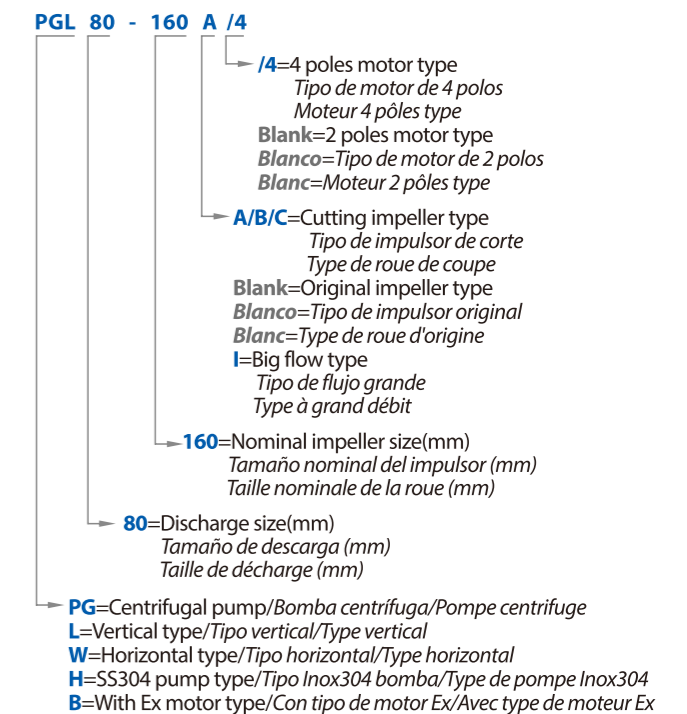 PGL 80 - 160 A /4
/4=4 poles motor type
Tipo de motor de 4 polos
Moteur 4 pôles type
Blank=2 poles motor type
Blanco=Tipo de motor de 2 polos
Blanc=Moteur 2 pôles type
A/B/C=Cutting impeller type
Tipo de impulsor de corte
Type de roue de coupe
Blank=Original impeller type
Blanco=Tipo de impulsor original
Blanc=Type de roue d'origine
I=Big flow type
Tipo de flujo grande
Type à grand débit
160=Nominal impeller size(mm)
Tamaño nominal del impulsor (mm)
Taille nominale de la roue (mm)
80=Discharge size(mm)
Tamaño de descarga (mm)
Taille de décharge (mm)
PG=Centrifugal pump/Bomba centrífuga/Pompe centrifuge
L=Vertical type/Tipo vertical/Type vertical
W=Horizontal type/Tipo horizontal/Type horizontal
H=SS304 pump type/Tipo Inox304 bomba/Type de pompe Inox304
B=With Ex motor type/Con tipo de motor Ex/Avec type de moteur Ex